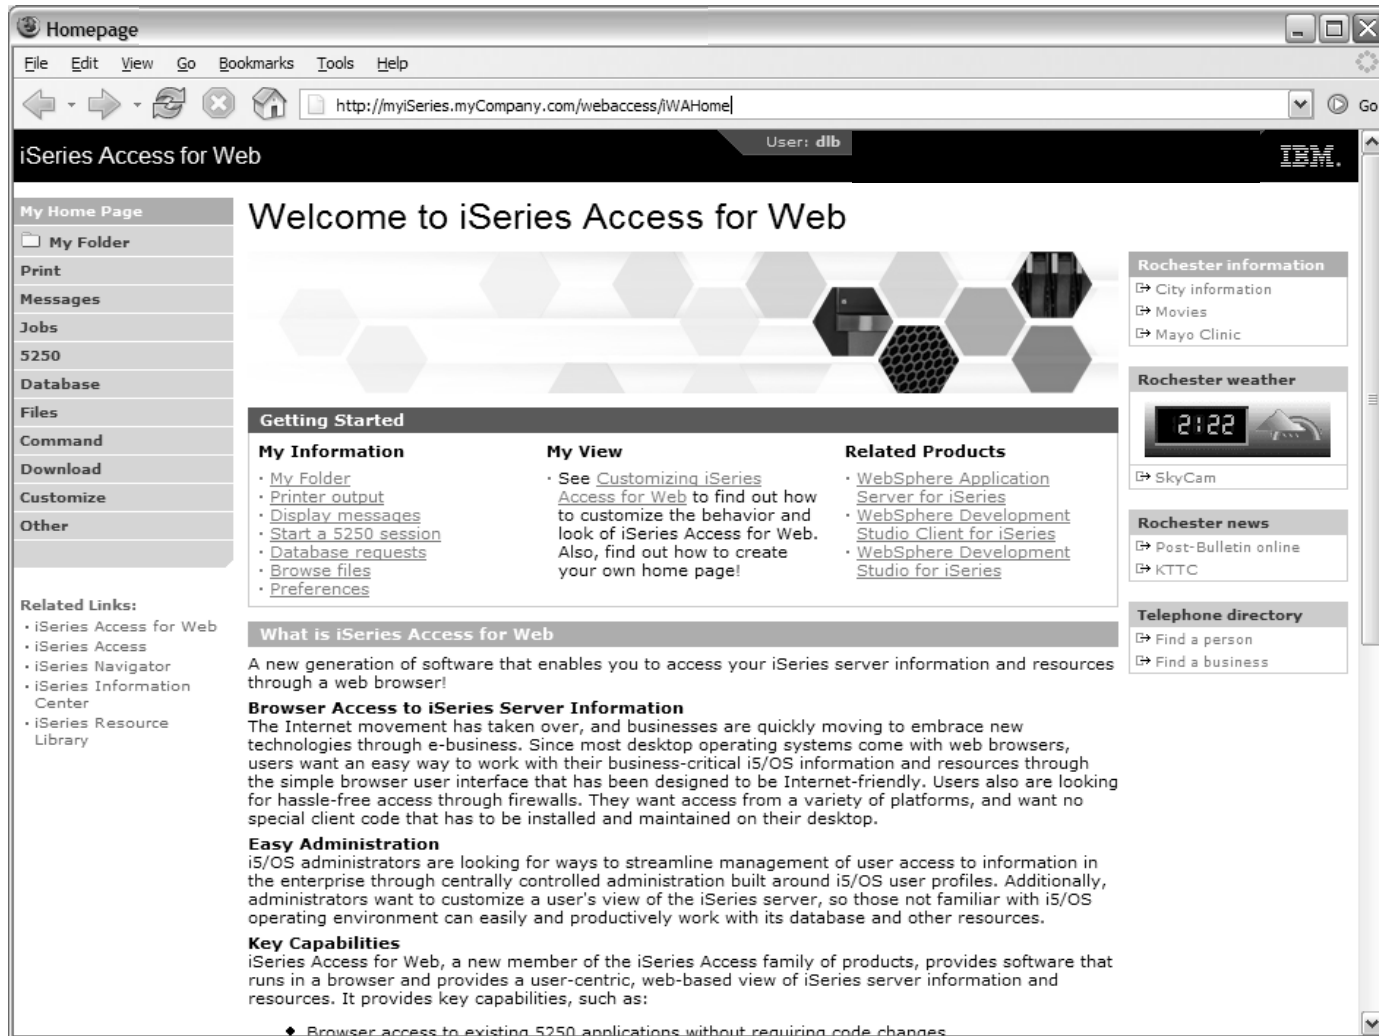 Homepage
File Edit View Go Bookmarks Tools Help
http://myiSeries.myCompany.com/webaccess/iWAHome
Go
iSeries Access for Web
User: dlb
IBM.
My Home Page
My Folder
Print
Messages
Jobs
5250
Database
Files
Command
Download
Customize
Other
Related Links:
• iSeries Access for Web
• iSeries Access
• iSeries Navigator
• iSeries Information
Center
• iSeries Resource
Library
Welcome to iSeries Access for Web
Getting Started
My Information
• My Folder
• Printer output
• Display messages
• Start a 5250 session
• Database requests
• Browse files
• Preferences
My View
• See Customizing iSeries
Access for Web to find out how
to customize the behavior and
look of iSeries Access for Web.
Also, find out how to create
your own home page!
Related Products
• WebSphere Application
Server for iSeries
• WebSphere Development
Studio Client for iSeries
• WebSphere Development
Studio for iSeries
What is iSeries Access for Web
A new generation of software that enables you to access your iSeries server information and resources
through a web browser!
Browser Access to iSeries Server Information
The Internet movement has taken over, and businesses are quickly moving to embrace new
technologies through e-business. Since most desktop operating systems come with web browsers,
users want an easy way to work with their business-critical i5/OS information and resources through
the simple browser user interface that has been designed to be Internet-friendly. Users also are looking
for hassle-free access through firewalls. They want access from a variety of platforms, and want no
special client code that has to be installed and maintained on their desktop.
Easy Administration
i5/OS administrators are looking for ways to streamline management of user access to information in
the enterprise through centrally controlled administration built around i5/OS user profiles. Additionally,
administrators want to customize a user's view of the iSeries server, so those not familiar with i5/OS
operating environment can easily and productively work with its database and other resources.
Key Capabilities
iSeries Access for Web, a new member of the iSeries Access family of products, provides software that
runs in a browser and provides a user-centric, web-based view of iSeries server information and
resources. It provides key capabilities, such as:
◆ Browser access to existing 5250 applications without requiring code changes
Rochester information
City information
Movies
Mayo Clinic
Rochester weather
2:22
SkyCam
Rochester news
Post-Bulletin online
KTTC
Telephone directory
Find a person
Find a business